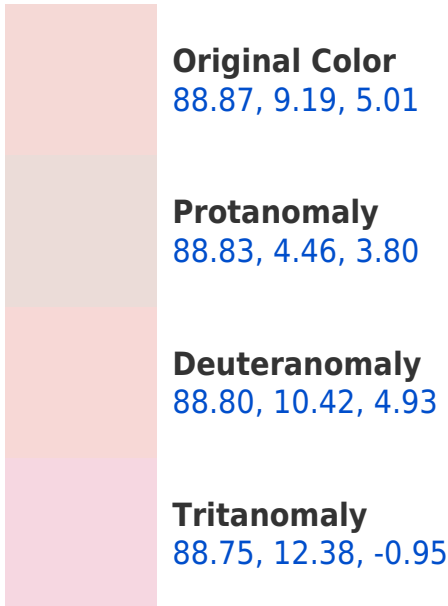 Original Color
88.87, 9.19, 5.01
Protanomaly
88.83, 4.46, 3.80
Deuteranomaly
88.80, 10.42, 4.93
Tritanomaly
88.75, 12.38, -0.95